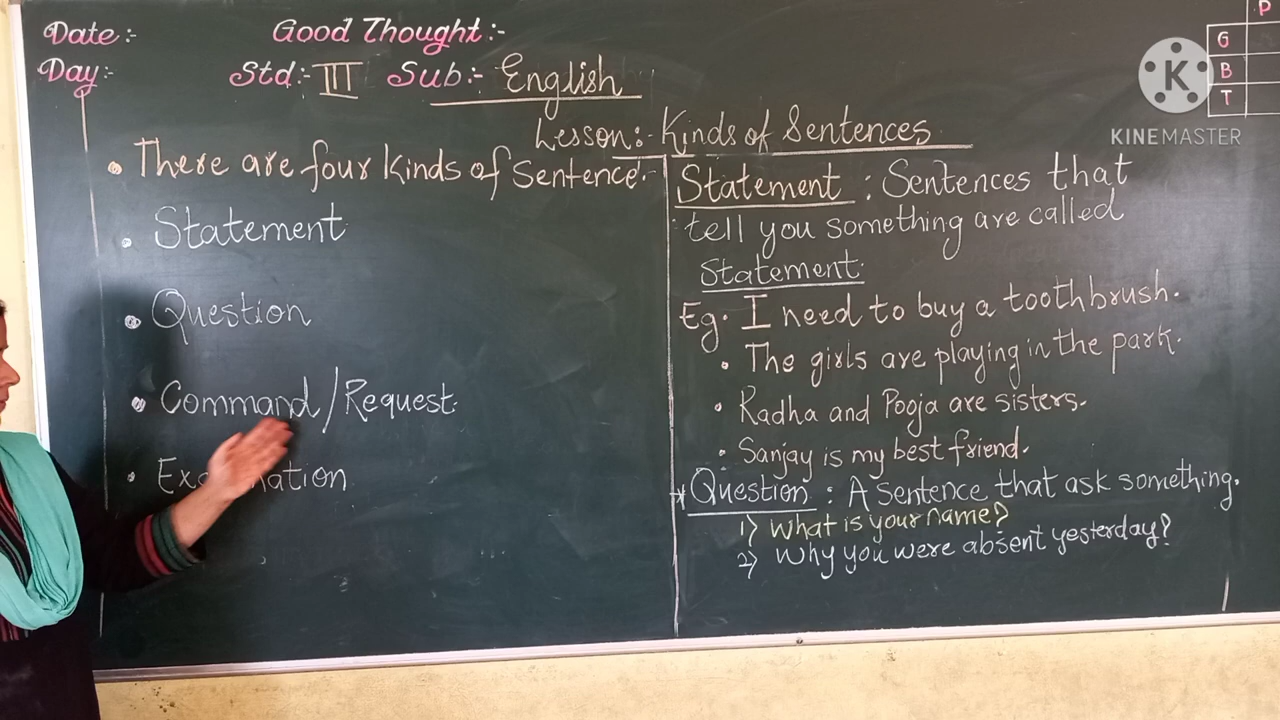 Date:- Good Thought:-
Day:- Std:- III Sub:- English
Lesson:- Kinds of Sentences.
• There are four Kinds of Sentence:-
• Statement
• Question
• Command/Request.
Statement: Sentences that
tell you something are called
Statement.
Eg. I need to buy a toothbrush.
• The girls are playing in the park.
• Radha and Pooja are sisters.
• Sanjay is my best friend.
* Question: A Sentence that ask something.
1) What is your name?
2) Why you were absent yesterday?
P
G
B
T
K
KINEMASTER